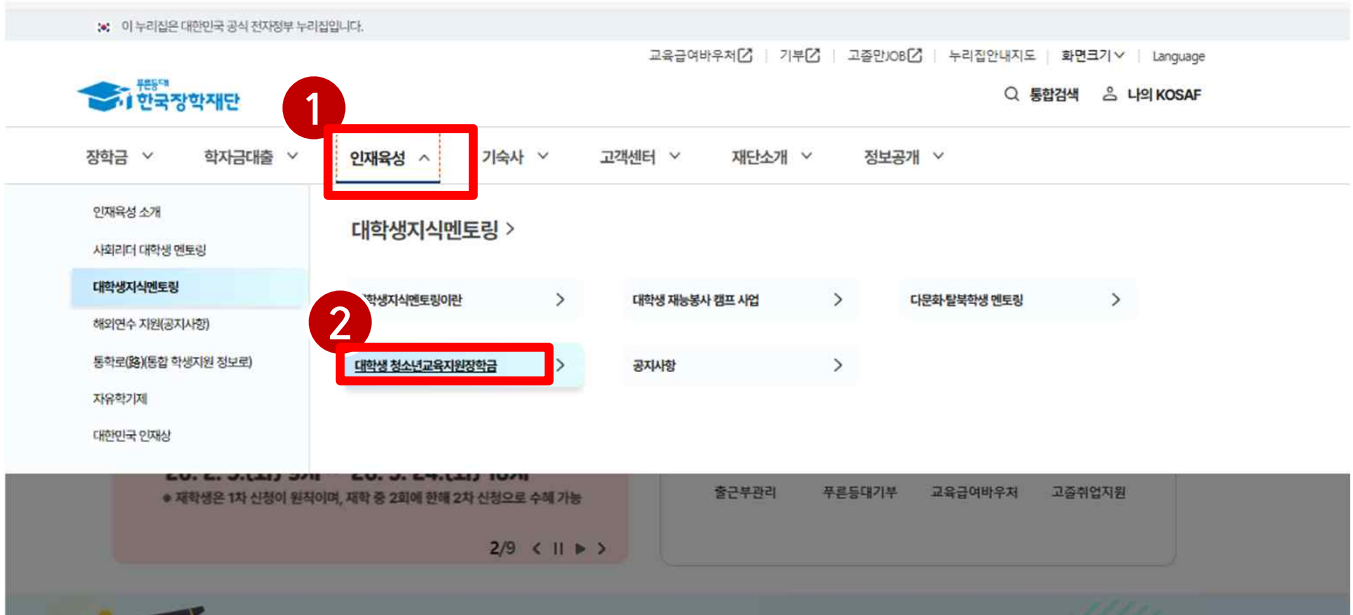 이 누리집은 대한민국 공식 전자정부 누리집입니다.
교육급여바우처 기부 고졸만JOB 누리집안내지도 화면크기 Language
푸른등대
한국장학재단
통합검색 나의 KOSAF
1
장학금 학자금대출 인재육성 기숙사 고객센터 재단소개 정보공개
인재육성 소개
사회리더 대학생 멘토링
대학생지식멘토링
해외연수 지원(공지사항)
통학로(路)(통합 학생지원 정보로)
자유학기제
대한민국 인재상
대학생지식멘토링 >
학생지식멘토링이란 대학생 재능봉사 캠프 사업 다문화·탈북학생 멘토링
2
대학생 청소년교육지원장학금 공지사항
※ 재학생은 1차 신청이 원칙이며, 재학 중 2회에 한해 2차 신청으로 수혜 가능
2/9
출근부관리 푸른등대기부 교육급여바우처 고졸취업지원